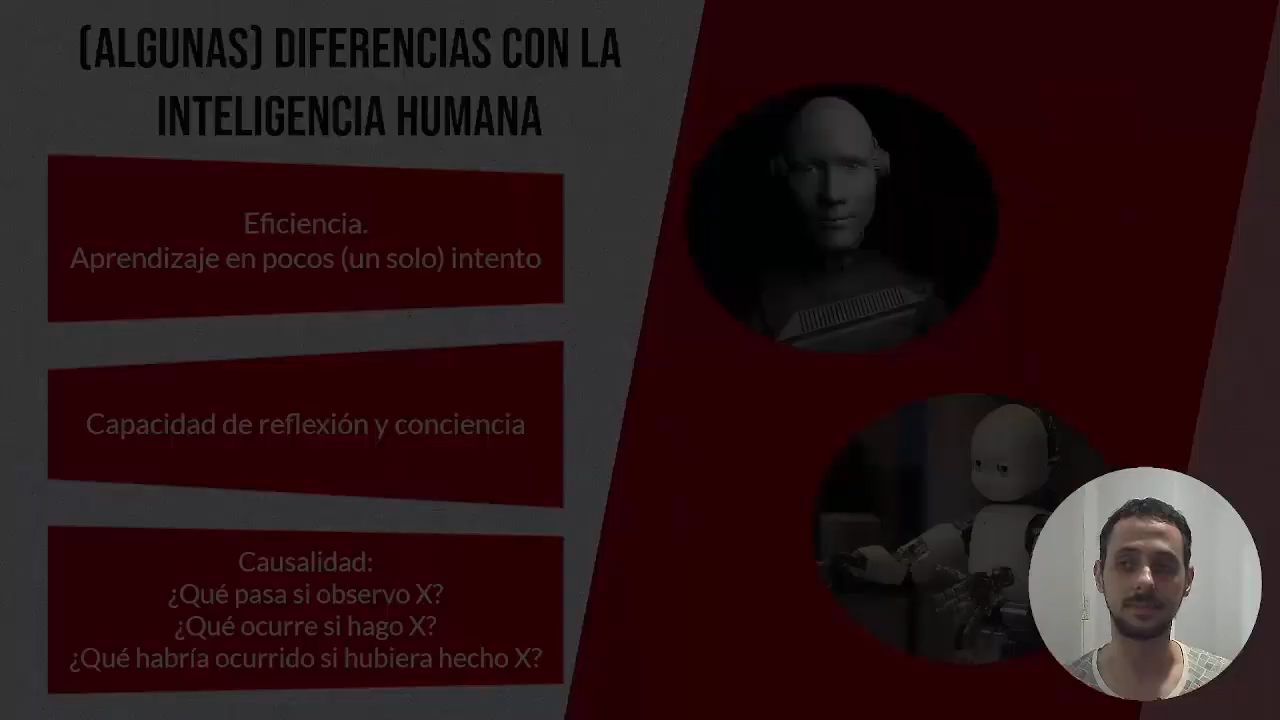 (ALGUNAS) DIFERENCIAS CON LA
INTELIGENCIA HUMANA
Eficiencia.
Aprendizaje en pocos (un solo) intento
Capacidad de reflexión y conciencia
Causalidad:
¿Qué pasa si observo X?
¿Qué ocurre si hago X?
¿Qué habría ocurrido si hubiera hecho X?